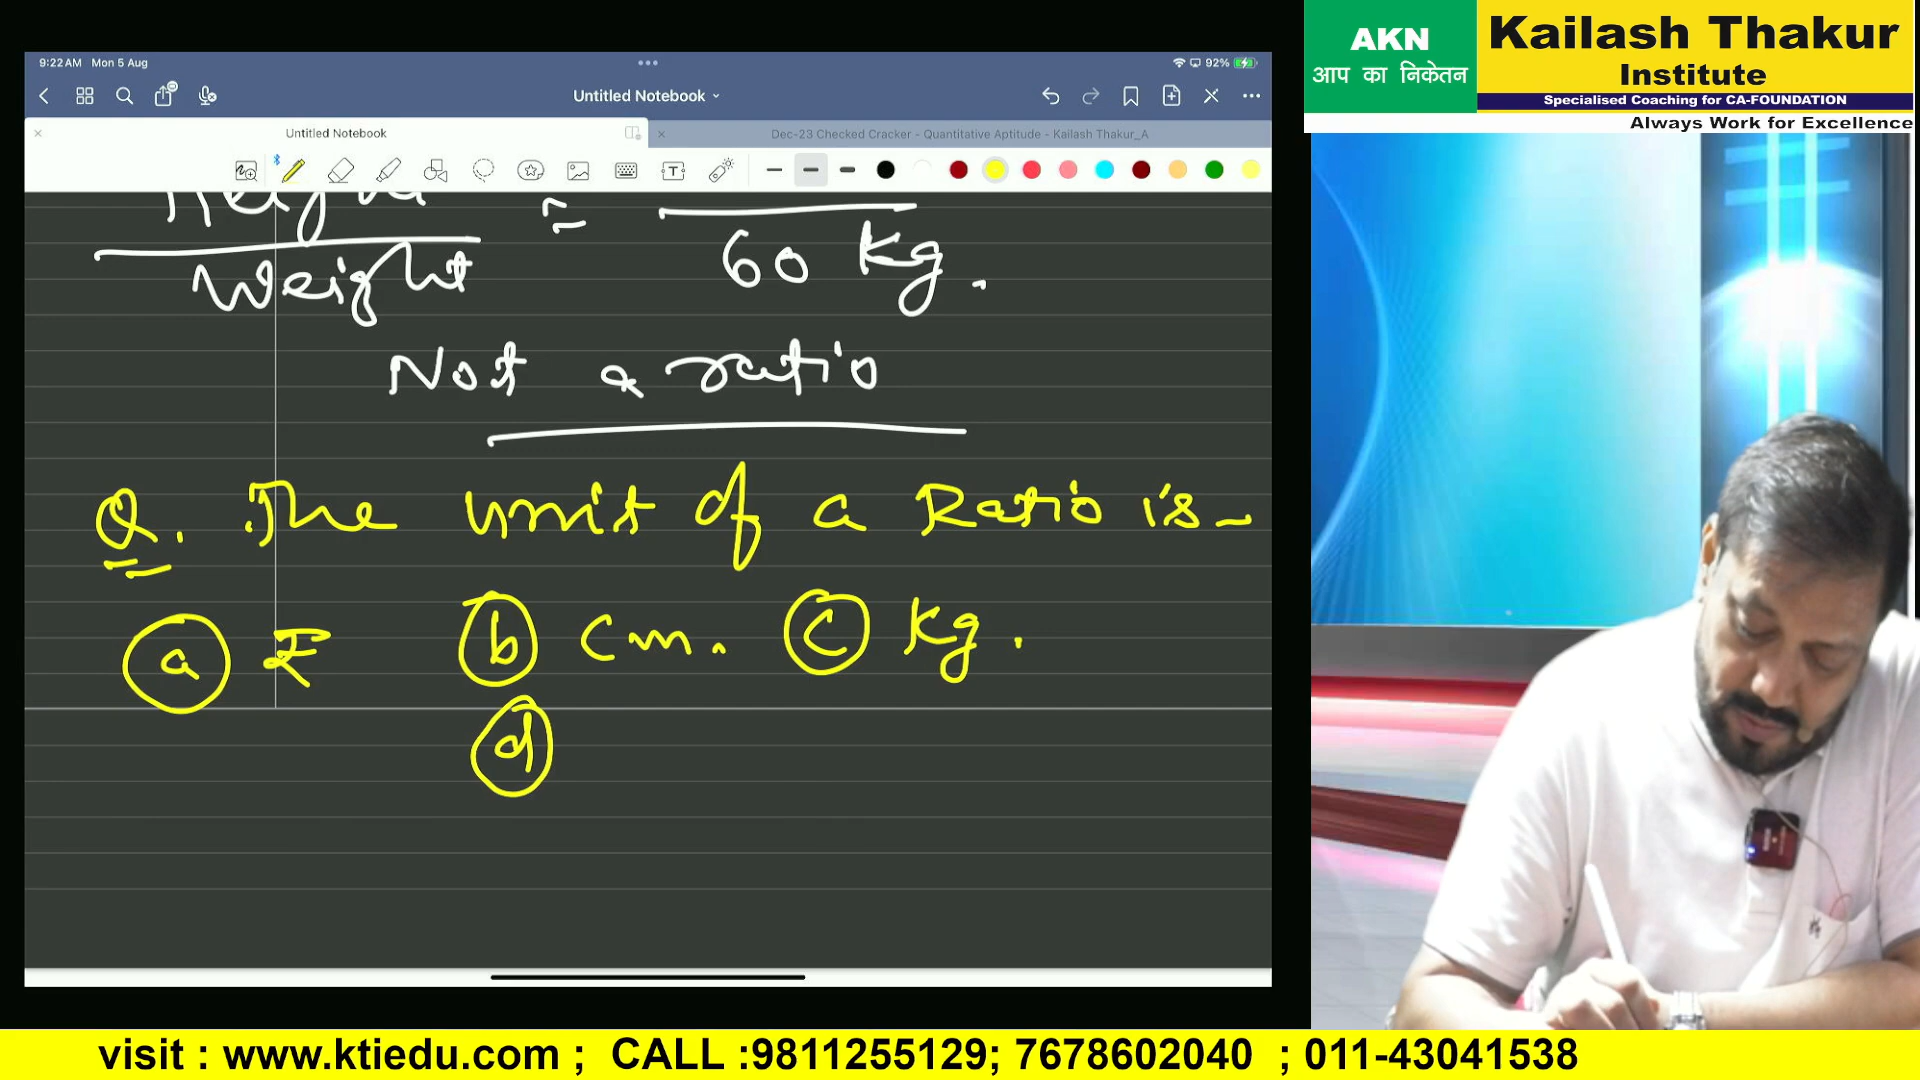 AKN
आप का निकेतन
Kailash Thakur
Institute
Specialised Coaching for CA-FOUNDATION
Always Work for Excellence
9:22AM Mon 5 Aug
92%
Untitled Notebook
Untitled Notebook
Dec-23 Checked Cracker - Quantitative Aptitude - Kailash Thakur_A
Height
Weight
=
60 kg.
Not a ratio
Q. The unit of a Ratio is -
(a) ₹ (b) cm. (c) kg.
(d)
visit : www.ktiedu.com ; CALL :9811255129; 7678602040 ; 011-43041538